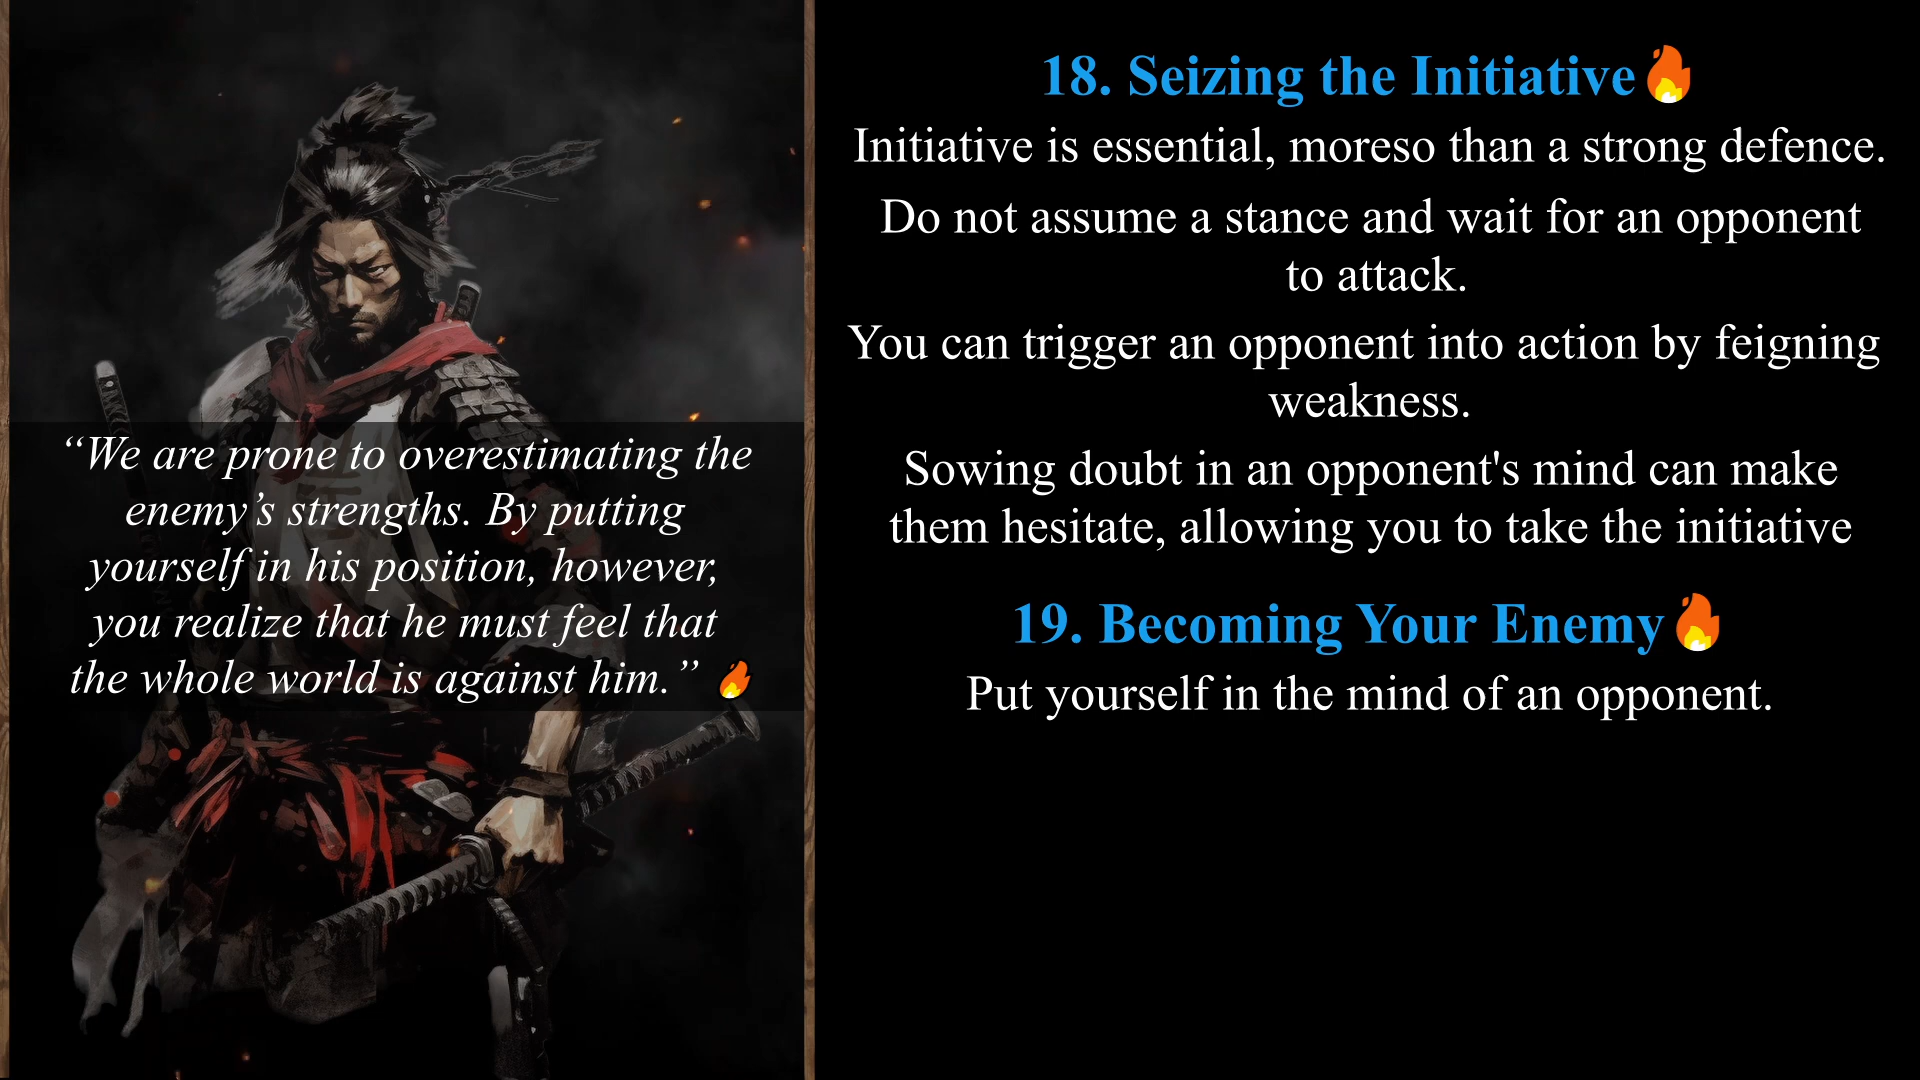 “We are prone to overestimating the
enemy’s strengths. By putting
yourself in his position, however,
you realize that he must feel that
the whole world is against him.” 🔥
18. Seizing the Initiative🔥
Initiative is essential, moreso than a strong defence.
Do not assume a stance and wait for an opponent
to attack.
You can trigger an opponent into action by feigning
weakness.
Sowing doubt in an opponent's mind can make
them hesitate, allowing you to take the initiative
19. Becoming Your Enemy🔥
Put yourself in the mind of an opponent.